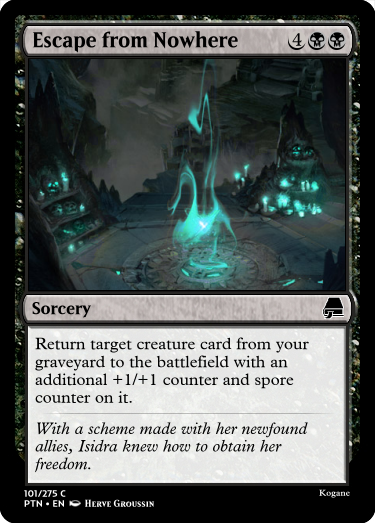 Escape from Nowhere 4
Sorcery
Return target creature card from your
graveyard to the battlefield with an
additional +1/+1 counter and spore
counter on it.
With a scheme made with her newfound
allies, Isidra knew how to obtain her
freedom.
101/275 C Kogane
PTN • EN Herve Groussin